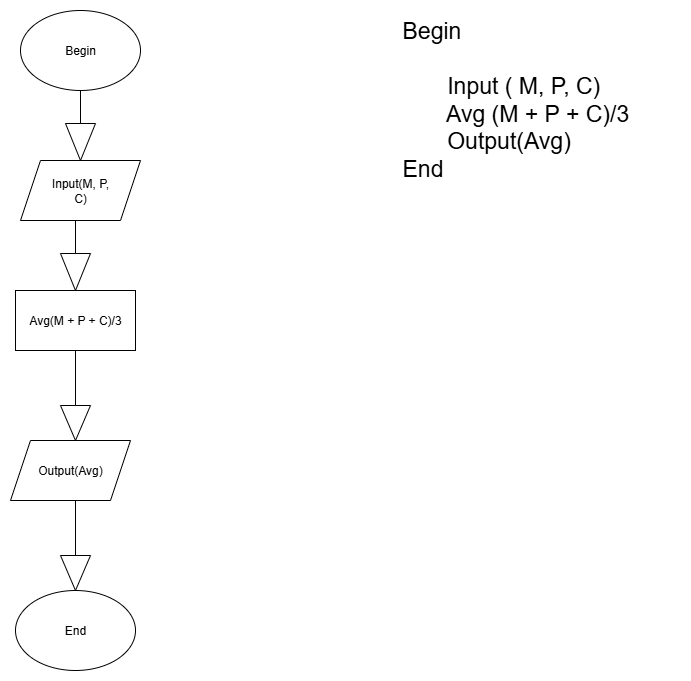 Begin
Input(M, P,
C)
Avg(M + P + C)/3
Output(Avg)
End
Begin
Input ( M, P, C)
Avg (M + P + C)/3
Output(Avg)
End